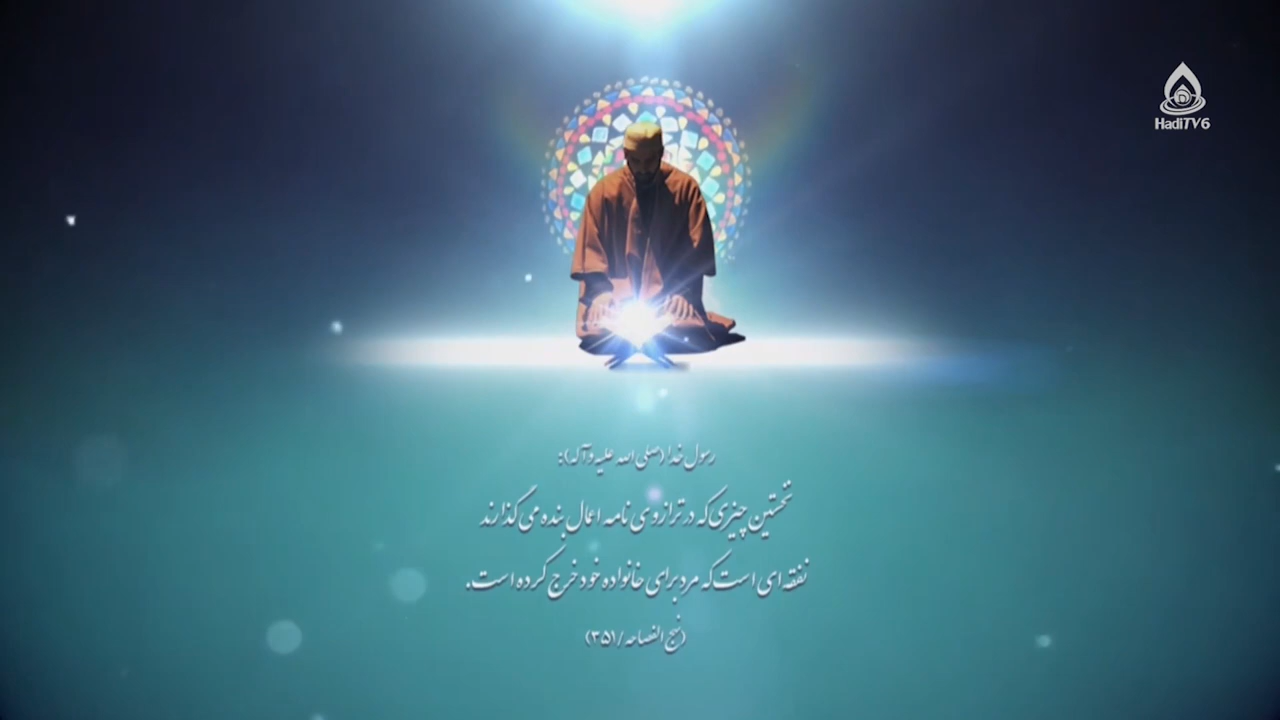 HadiTV6
رسول خدا (صلی الله علیه وآله):
نخستین چیزی که در ترازوی نامه اعمال بنده می گذارند
نفقه ای است که مرد برای خانواده خود خرج کرده است.
(نهج الفصاحه/۳۵۱)